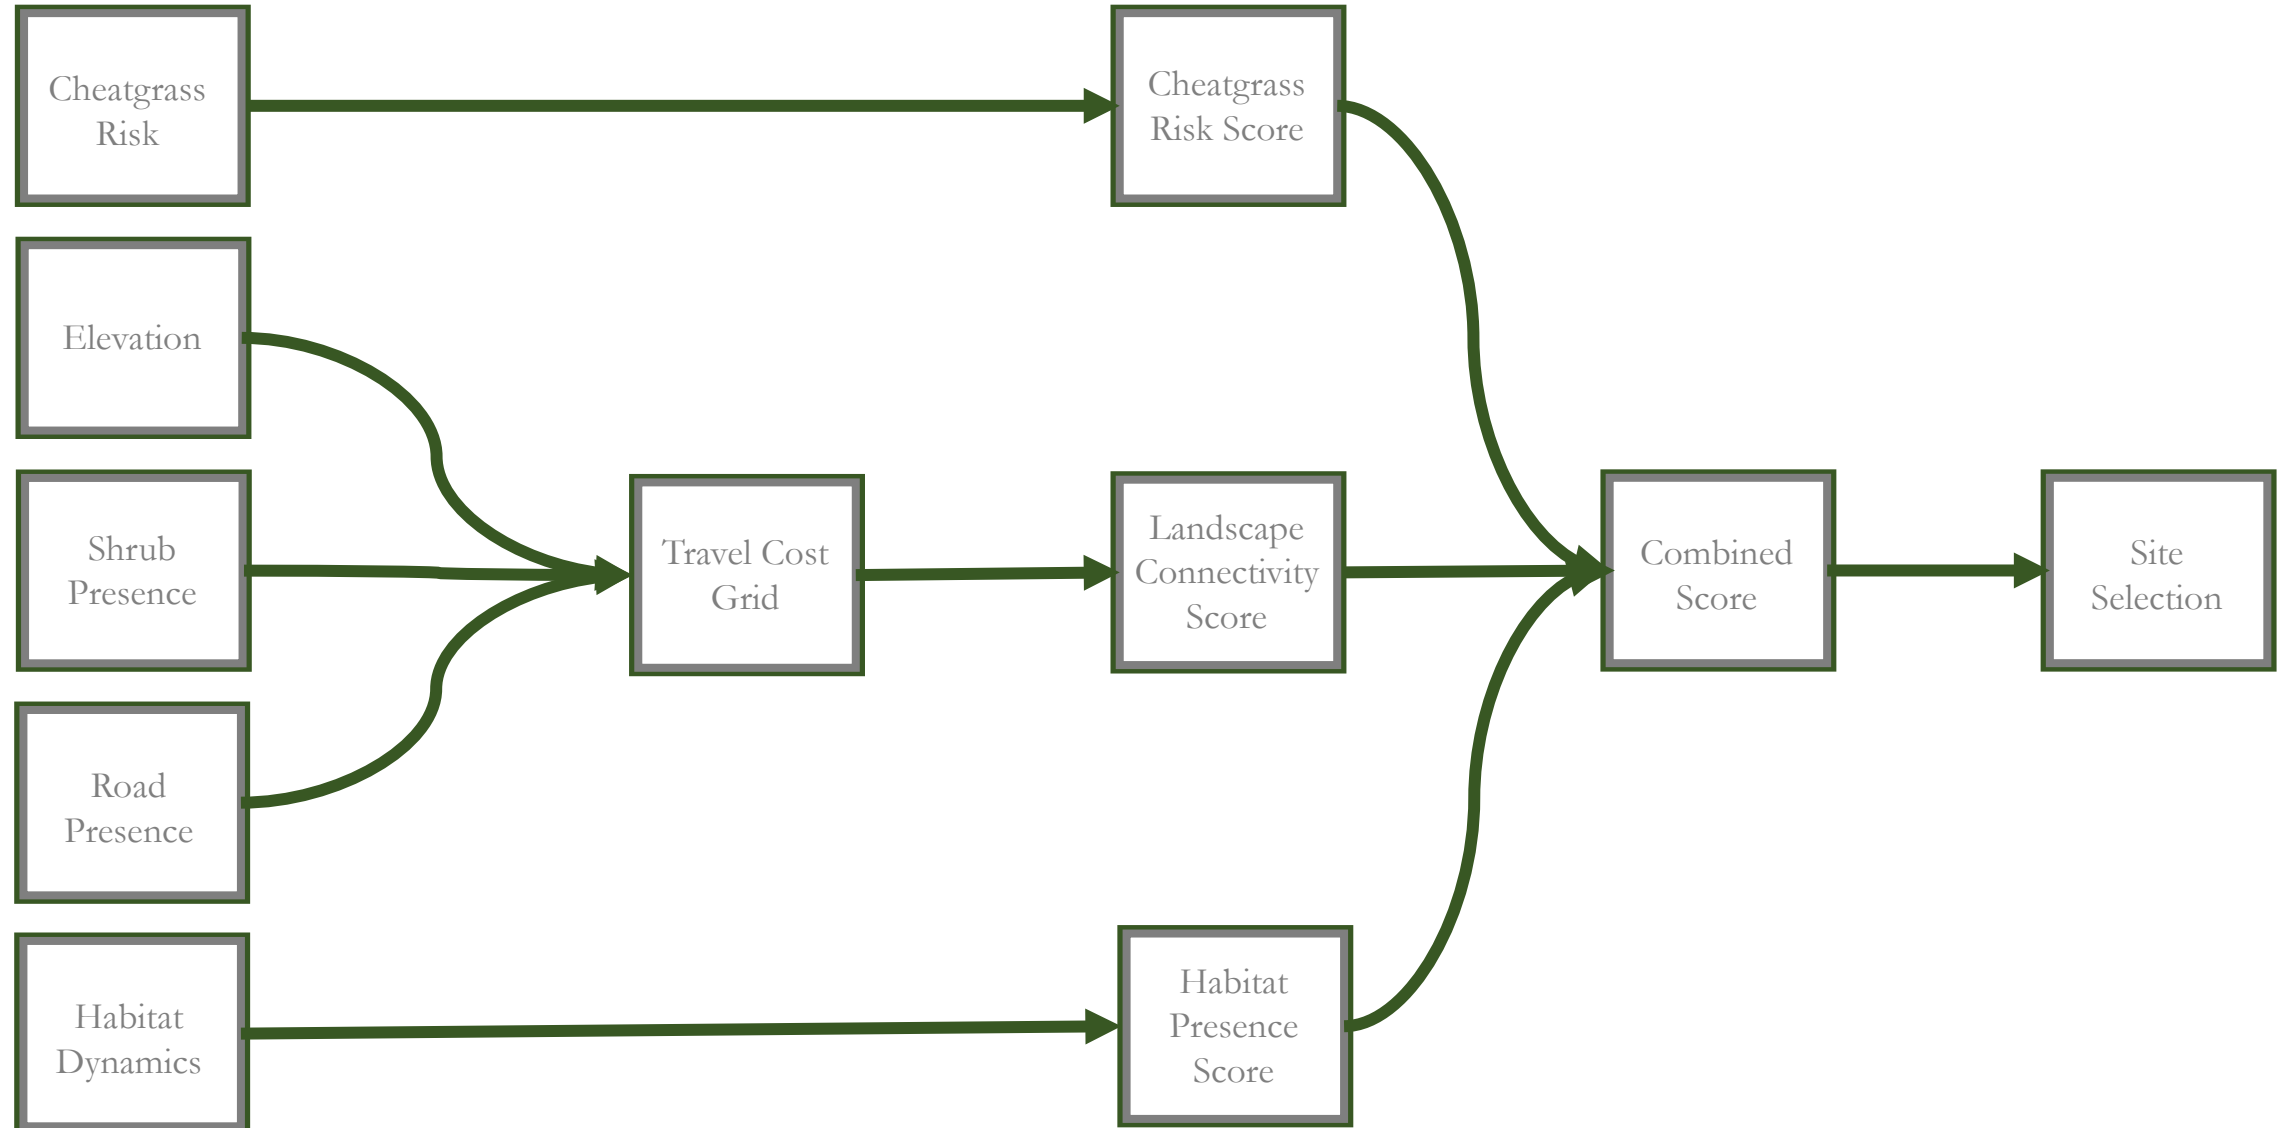 Cheatgrass
Risk
Cheatgrass
Risk Score
Elevation
Shrub
Presence
Travel Cost
Grid
Landscape
Connectivity
Score
Combined
Score
Site
Selection
Road
Presence
Habitat
Dynamics
Habitat
Presence
Score